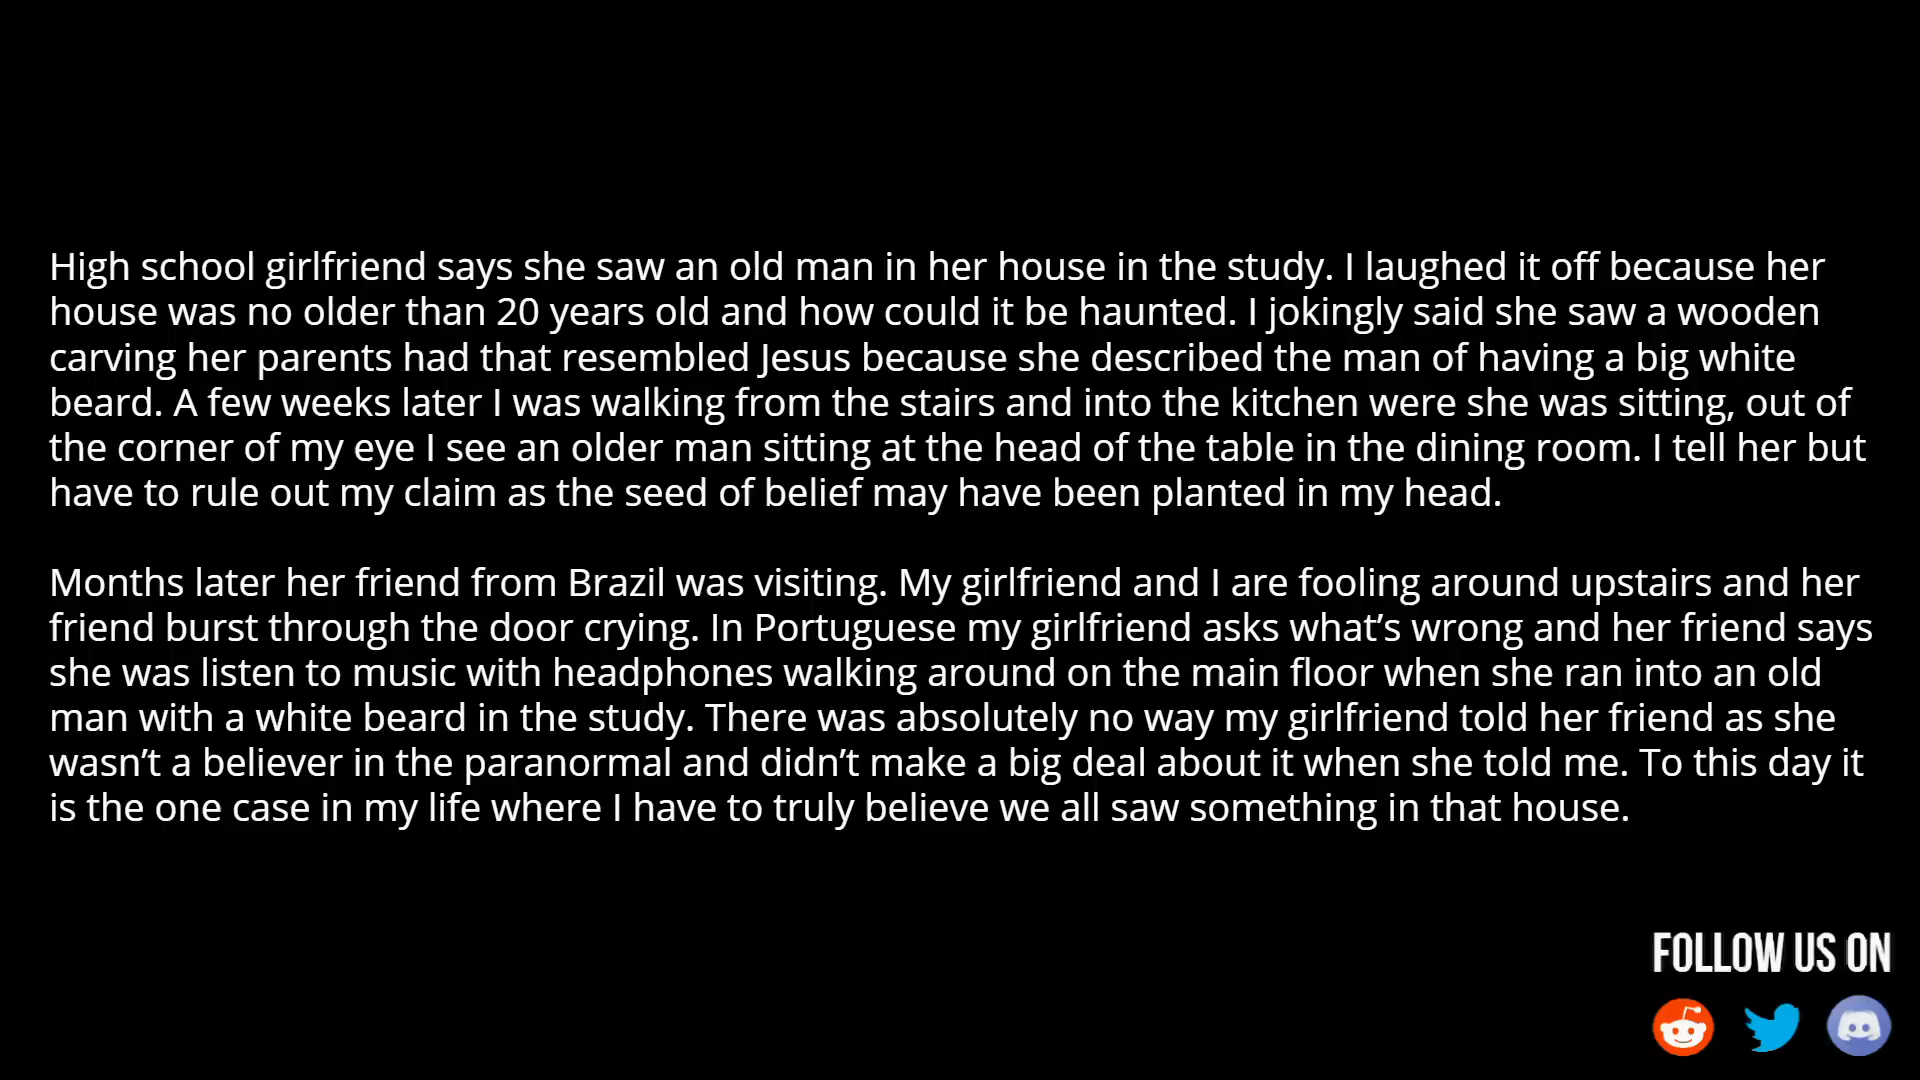 High school girlfriend says she saw an old man in her house in the study. I laughed it off because her
house was no older than 20 years old and how could it be haunted. I jokingly said she saw a wooden
carving her parents had that resembled Jesus because she described the man of having a big white
beard. A few weeks later I was walking from the stairs and into the kitchen were she was sitting, out of
the corner of my eye I see an older man sitting at the head of the table in the dining room. I tell her but
have to rule out my claim as the seed of belief may have been planted in my head.
Months later her friend from Brazil was visiting. My girlfriend and I are fooling around upstairs and her
friend burst through the door crying. In Portuguese my girlfriend asks what’s wrong and her friend says
she was listen to music with headphones walking around on the main floor when she ran into an old
man with a white beard in the study. There was absolutely no way my girlfriend told her friend as she
wasn’t a believer in the paranormal and didn’t make a big deal about it when she told me. To this day it
is the one case in my life where I have to truly believe we all saw something in that house.
FOLLOW US ON